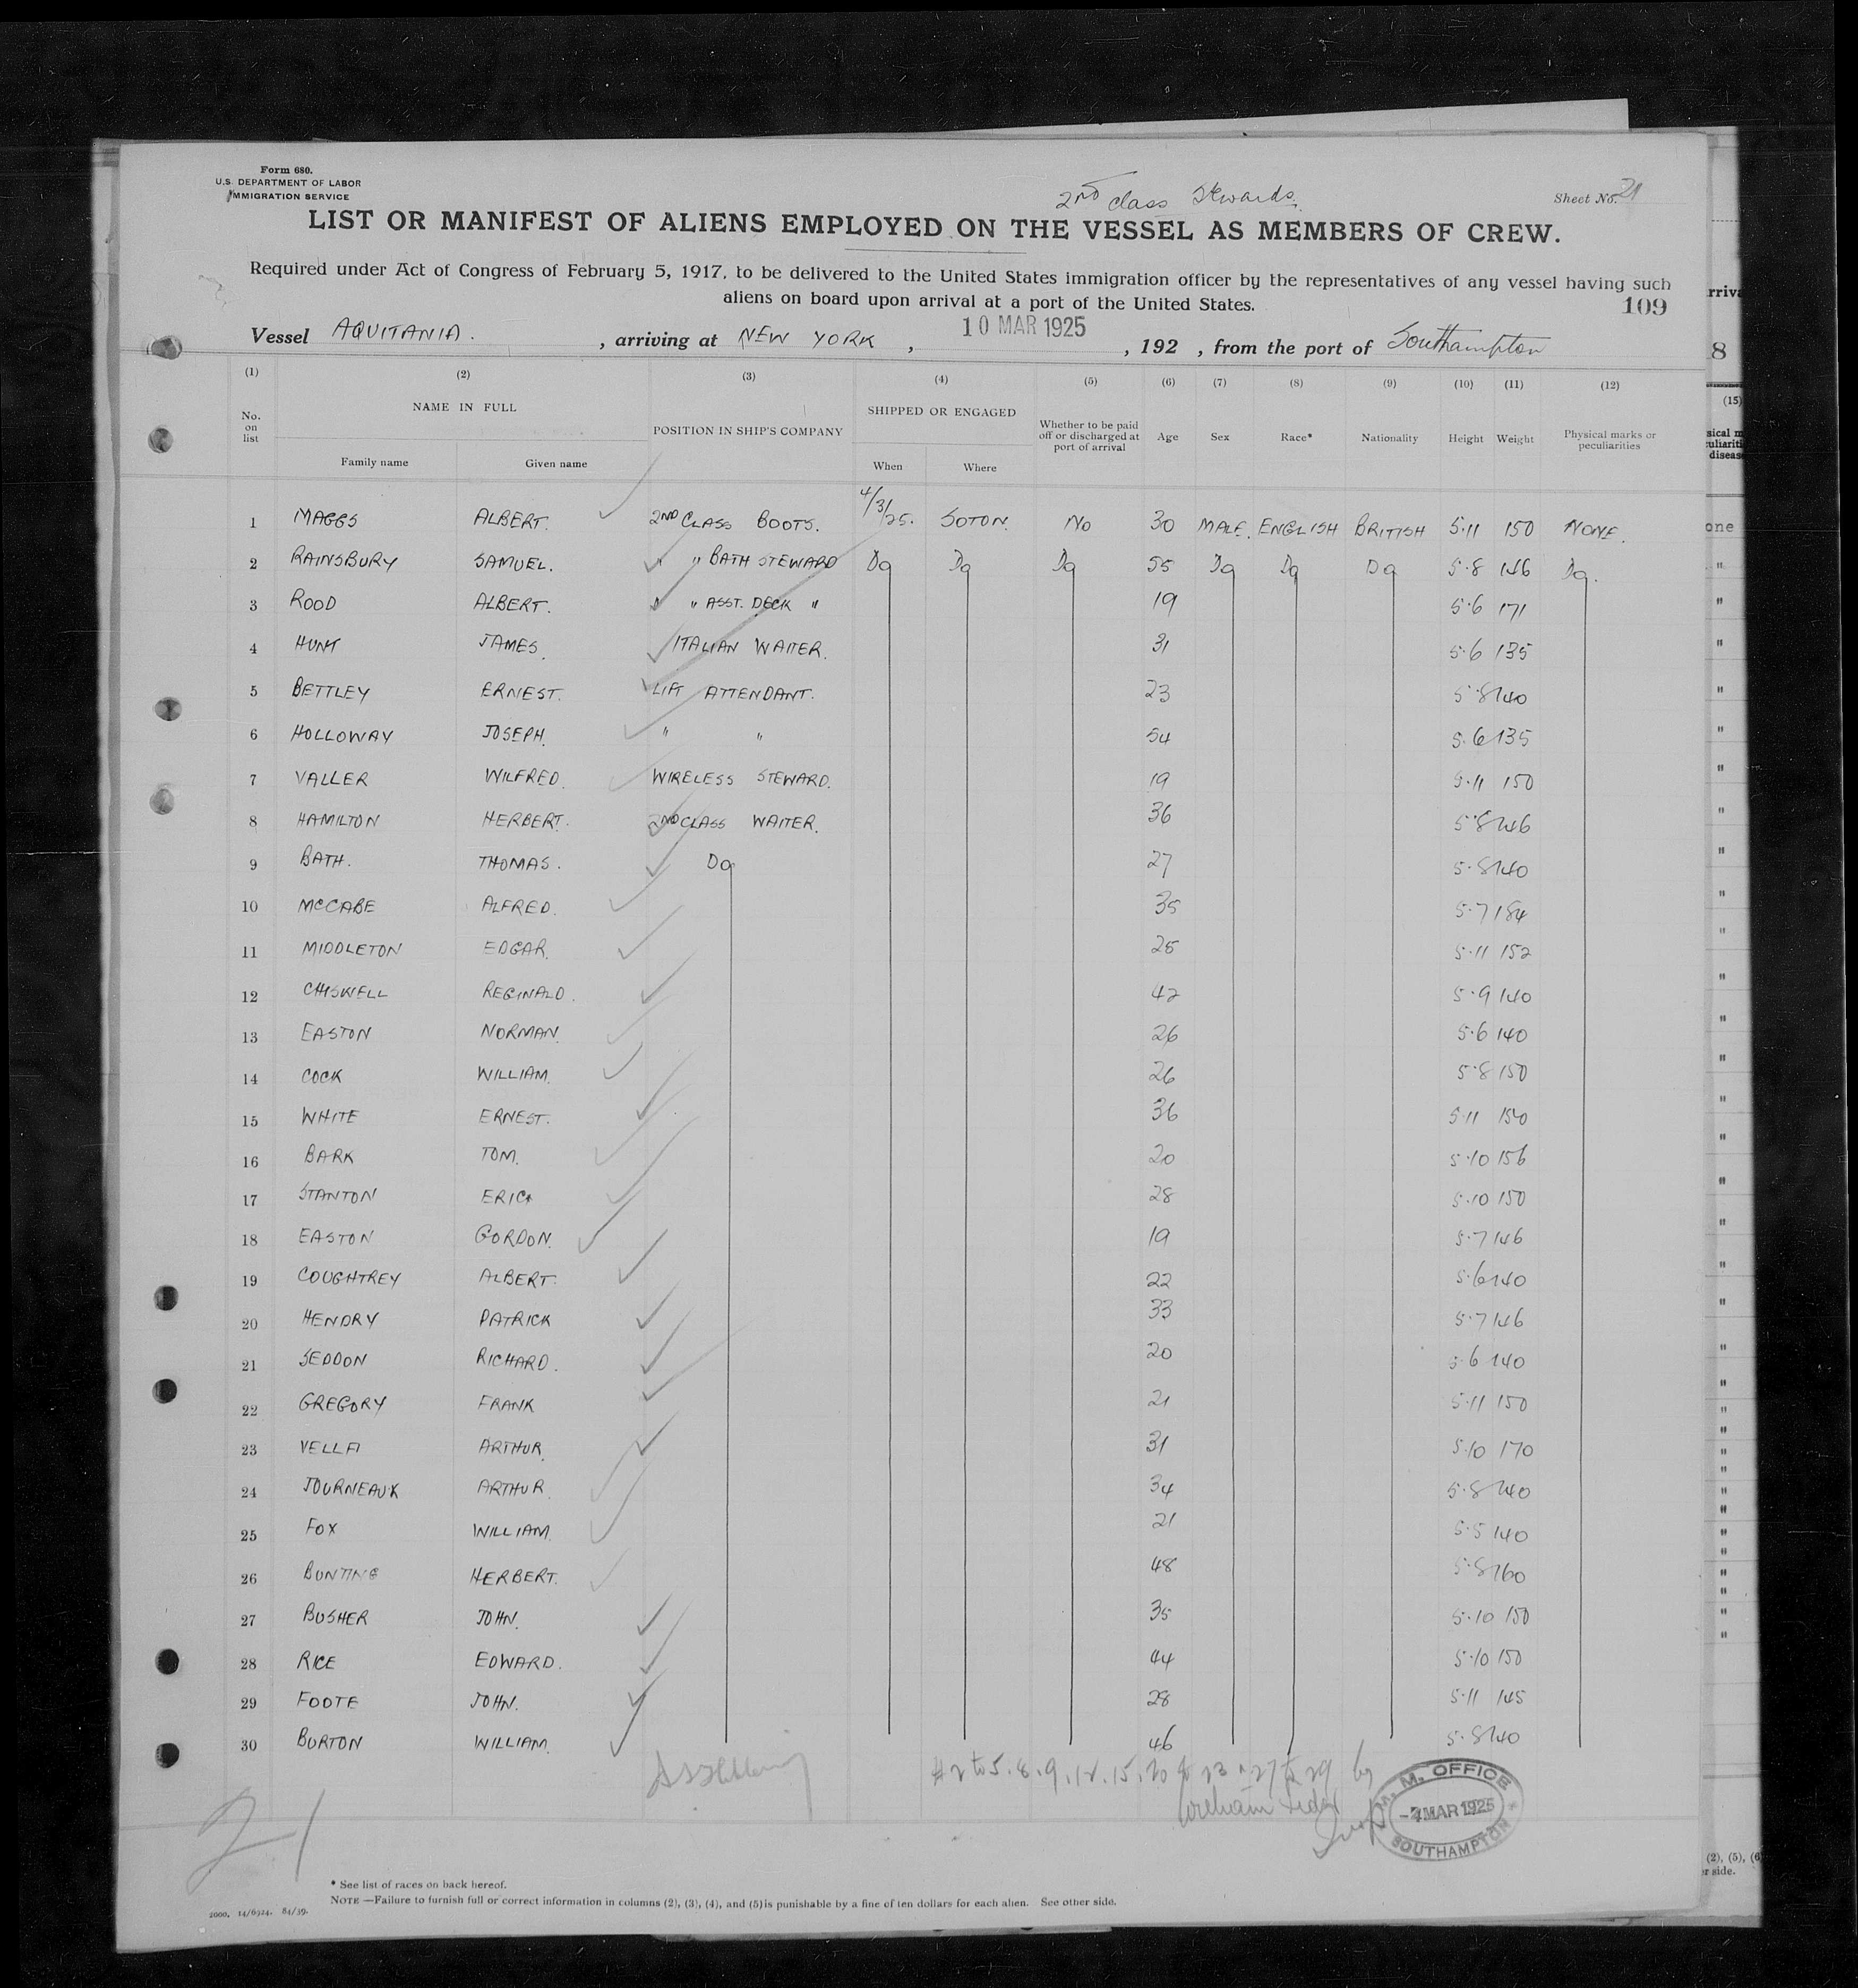 Form 680.
U.S. DEPARTMENT OF LABOR
IMMIGRATION SERVICE
2nd class Stewards.
Sheet No. 21
LIST OR MANIFEST OF ALIENS EMPLOYED ON THE VESSEL AS MEMBERS OF CREW.
Required under Act of Congress of February 5, 1917, to be delivered to the United States immigration officer by the representatives of any vessel having such
aliens on board upon arrival at a port of the United States.
109
Vessel AQUITANIA. , arriving at NEW YORK , 10 MAR 1925 , 192 , from the port of Southampton
(1) (2) (3) (4) (5) (6) (7) (8) (9) (10) (11) (12)
No. on list NAME IN FULL POSITION IN SHIP'S COMPANY SHIPPED OR ENGAGED Whether to be paid off or discharged at port of arrival Age Sex Race* Nationality Height Weight Physical marks or peculiarities
Family name Given name When Where
1 MAGGS ALBERT. 2ND CLASS BOOTS. 4/3/25. SOTON. NO 30 MALE. ENGLISH BRITISH 5.11 150 NONE.
2 RAINSBURY SAMUEL. " " BATH STEWARD Do Do Do 55 Do Do Do 5.8 146 Do.
3 ROOD ALBERT. " " ASST. DECK " 19 5.6 171
4 HUNT JAMES. ITALIAN WAITER. 31 5.6 135
5 BETTLEY ERNEST. LIFT ATTENDANT. 23 5.8 140
6 HOLLOWAY JOSEPH. " " 54 5.6 135
7 VALLER WILFRED. WIRELESS STEWARD. 19 5.11 150
8 HAMILTON HERBERT. 2ND CLASS WAITER. 36 5.8 146
9 BATH. THOMAS. Do 27 5.8 140
10 McCABE ALFRED. 35 5.7 184
11 MIDDLETON EDGAR. 25 5.11 152
12 CHISWELL REGINALD. 42 5.9 140
13 EASTON NORMAN. 26 5.6 140
14 COCK WILLIAM. 26 5.8 150
15 WHITE ERNEST. 36 5.11 150
16 BARK TOM. 20 5.10 156
17 STANTON ERIC. 28 5.10 150
18 EASTON GORDON. 19 5.7 146
19 COUGHTREY ALBERT. 22 5.6 140
20 HENDRY PATRICK 33 5.7 146
21 SEDDON RICHARD. 20 5.6 140
22 GREGORY FRANK 21 5.11 150
23 VELLA ARTHUR. 31 5.10 170
24 JOURNEAUX ARTHUR. 34 5.8 140
25 FOX WILLIAM. 21 5.5 140
26 BUNTING HERBERT. 48 5.8 160
27 BUSHER JOHN. 35 5.10 150
28 RICE EDWARD. 44 5.10 150
29 FOOTE JOHN. 28 5.11 145
30 BURTON WILLIAM. 46 5.8 140
# 2 to 5. 8. 9. 12. 15. 20 to 23 & 27 to 29 by
M. M. OFFICE
-7 MAR 1925
SOUTHAMPTON
21
* See list of races on back hereof.
NOTE —Failure to furnish full or correct information in columns (2), (3), (4), and (5) is punishable by a fine of ten dollars for each alien. See other side.
2000. 14/6924. 84/39.